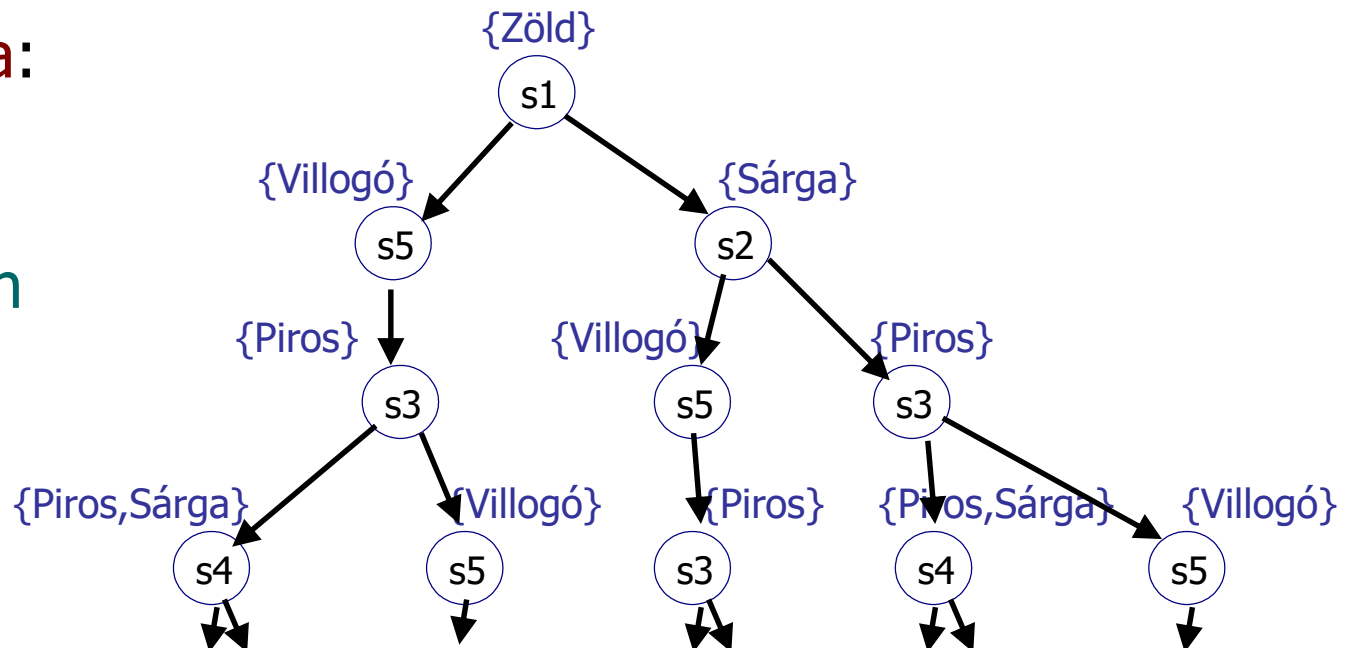 {Zöld}
a:
s1
{Villogó} {Sárga}
s5 s2
n
{Piros} {Villogó} {Piros}
s3 s5 s3
{Piros,Sárga} {Villogó} {Piros} {Piros,Sárga} {Villogó}
s4 s5 s3 s4 s5